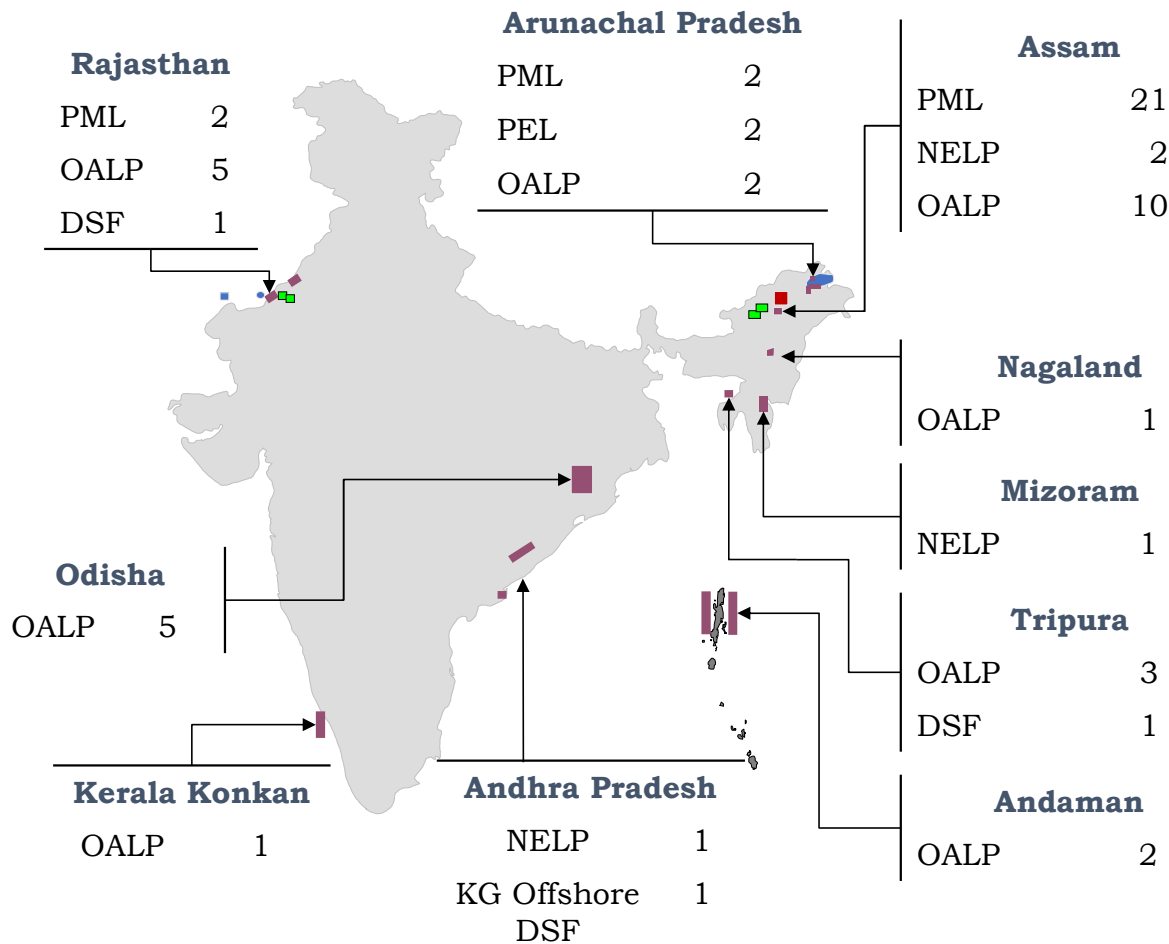 Rajasthan
PML 2
OALP 5
DSF 1
Arunachal Pradesh
PML 2
PEL 2
OALP 2
Assam
PML 21
NELP 2
OALP 10
Nagaland
OALP 1
Mizoram
NELP 1
Tripura
OALP 3
DSF 1
Andaman
OALP 2
Odisha
OALP 5
Kerala Konkan
OALP 1
Andhra Pradesh
NELP 1
KG Offshore 1
DSF